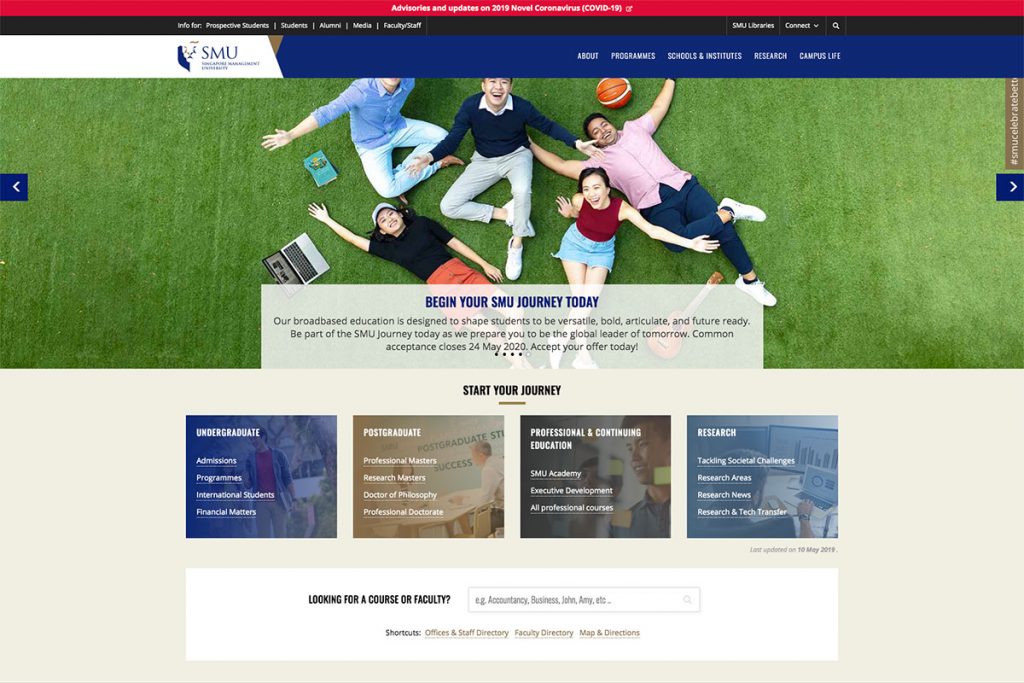 Advisories and updates on 2019 Novel Coronavirus (COVID-19)
Info for: Prospective Students | Students | Alumni | Media | Faculty/Staff
SMU Libraries
Connect
SMU
SINGAPORE MANAGEMENT
UNIVERSITY
ABOUT
PROGRAMMES
SCHOOLS & INSTITUTES
RESEARCH
CAMPUS LIFE
#smucelebratebette
BEGIN YOUR SMU JOURNEY TODAY
Our broadbased education is designed to shape students to be versatile, bold, articulate, and future ready.
Be part of the SMU Journey today as we prepare you to be the global leader of tomorrow. Common
acceptance closes 24 May 2020. Accept your offer today!
START YOUR JOURNEY
UNDERGRADUATE
Admissions
Programmes
International Students
Financial Matters
POSTGRADUATE
Professional Masters
Research Masters
Doctor of Philosophy
Professional Doctorate
SMU
POSTGRADUATE STU
SUCCESS
PROFESSIONAL & CONTINUING
EDUCATION
SMU Academy
Executive Development
All professional courses
RESEARCH
Tackling Societal Challenges
Research Areas
Research News
Research & Tech Transfer
Last updated on 10 May 2019 .
LOOKING FOR A COURSE OR FACULTY?
e.g. Accountancy, Business, John, Amy, etc ..
Shortcuts: Offices & Staff Directory Faculty Directory Map & Directions